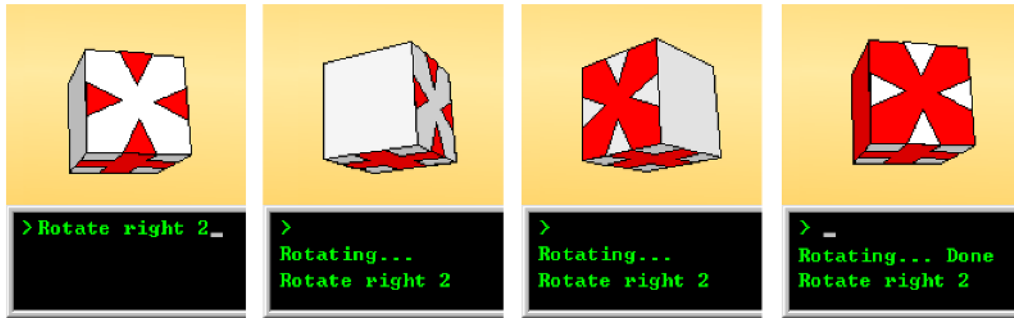 >Rotate right 2_
>
Rotating...
Rotate right 2
>
Rotating...
Rotate right 2
> _
Rotating... Done
Rotate right 2